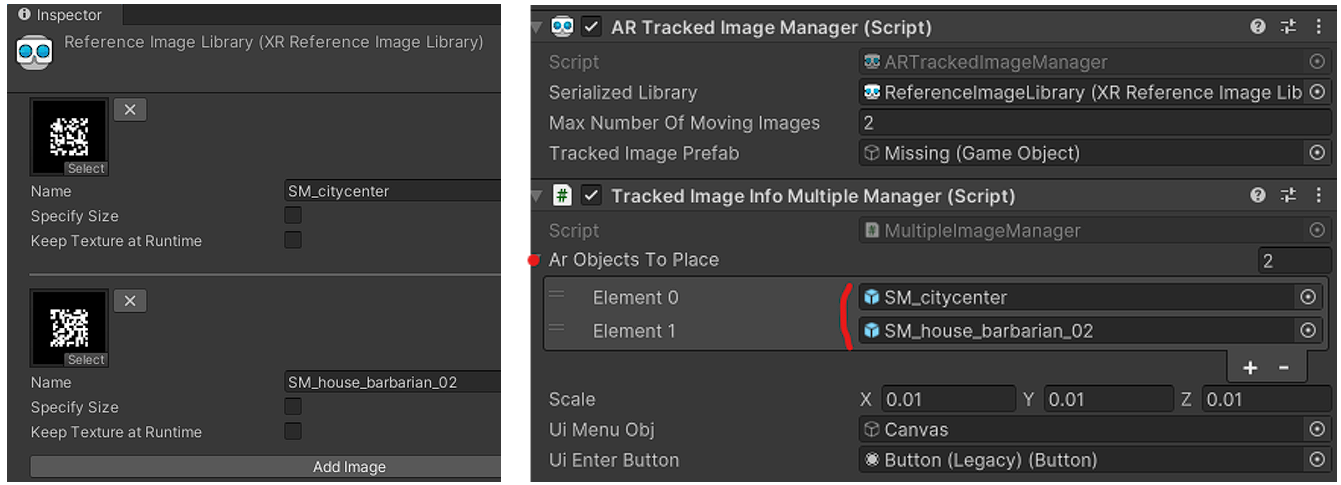 Inspector
Reference Image Library (XR Reference Image Library)
Select
Name SM_citycenter
Specify Size
Keep Texture at Runtime
Select
Name SM_house_barbarian_02
Specify Size
Keep Texture at Runtime
Add Image
AR Tracked Image Manager (Script)
Script ARTrackedImageManager
Serialized Library ReferenceImageLibrary (XR Reference Image Lib
Max Number Of Moving Images 2
Tracked Image Prefab Missing (Game Object)
# Tracked Image Info Multiple Manager (Script)
Script # MultipleImageManager
Ar Objects To Place 2
Element 0 SM_citycenter
Element 1 SM_house_barbarian_02
+ -
Scale X 0.01 Y 0.01 Z 0.01
Ui Menu Obj Canvas
Ui Enter Button Button (Legacy) (Button)